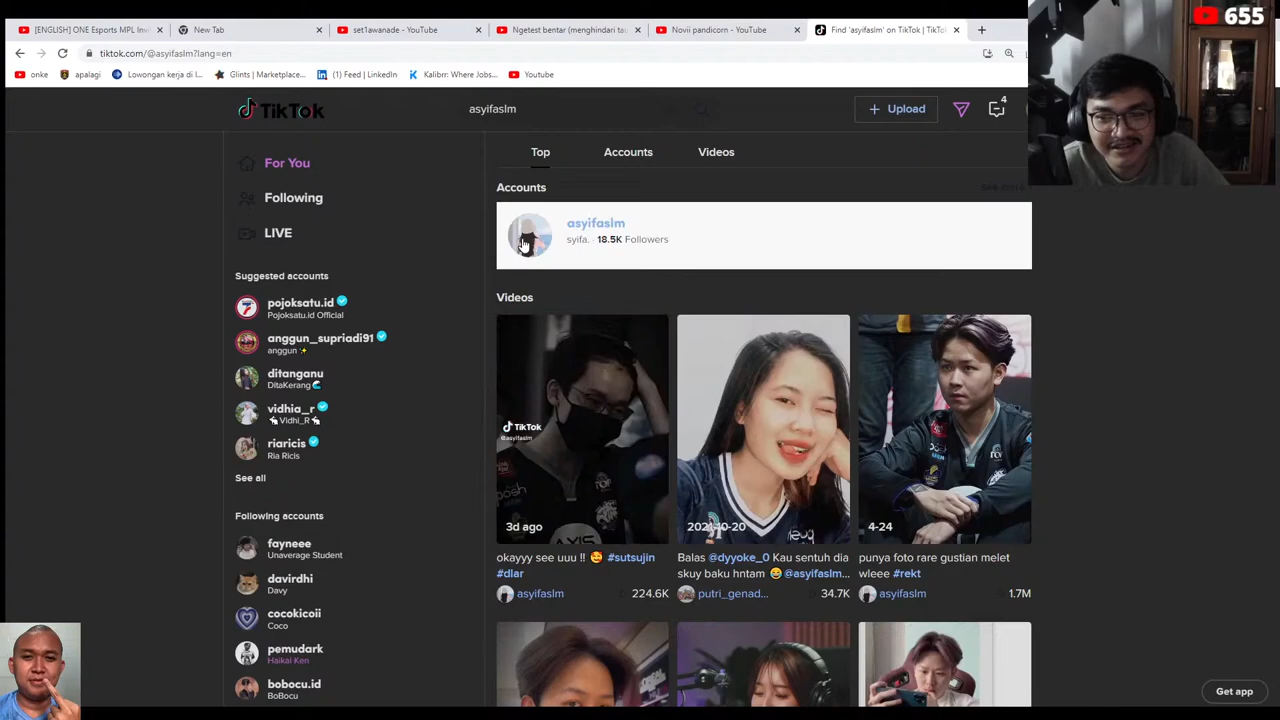 [ENGLISH] ONE Esports MPL Inv
New Tab
set1awanade - YouTube
Ngetest bentar (menghindari tau
Novii pandicorn - YouTube
Find 'asyifaslm' on TikTok | TikTo
655
tiktok.com/@asyifaslm?lang=en
onke
apalagi
Lowongan kerja di I...
Glints | Marketplace...
(1) Feed | LinkedIn
Kalibrr: Where Jobs...
Youtube
TikTok
asyifaslm
+ Upload
4
For You
Following
LIVE
Suggested accounts
pojoksatu.id
Pojoksatu.id Official
anggun_supriadi91
anggun
ditanganu
DitaKerang
vidhia_r
Vidhi_R
riaricis
Ria Ricis
See all
Following accounts
fayneee
Unaverage Student
davirdhi
Davy
cocokicoii
Coco
pemudark
Haikal Ken
bobocu.id
BoBocu
Top
Accounts
Videos
Accounts
See more
asyifaslm
syifa. · 18.5K Followers
Videos
TikTok
@asyifaslm
3d ago
okayyy see uuu !! 🥰 #sutsujin
#dlar
asyifaslm
224.6K
2021-10-20
Balas @dyyoke_0 Kau sentuh dia
skuy baku hntam 😂 @asyifaslm...
putri_genad...
34.7K
4-24
punya foto rare gustian melet
wleee #rekt
asyifaslm
1.7M
Get app